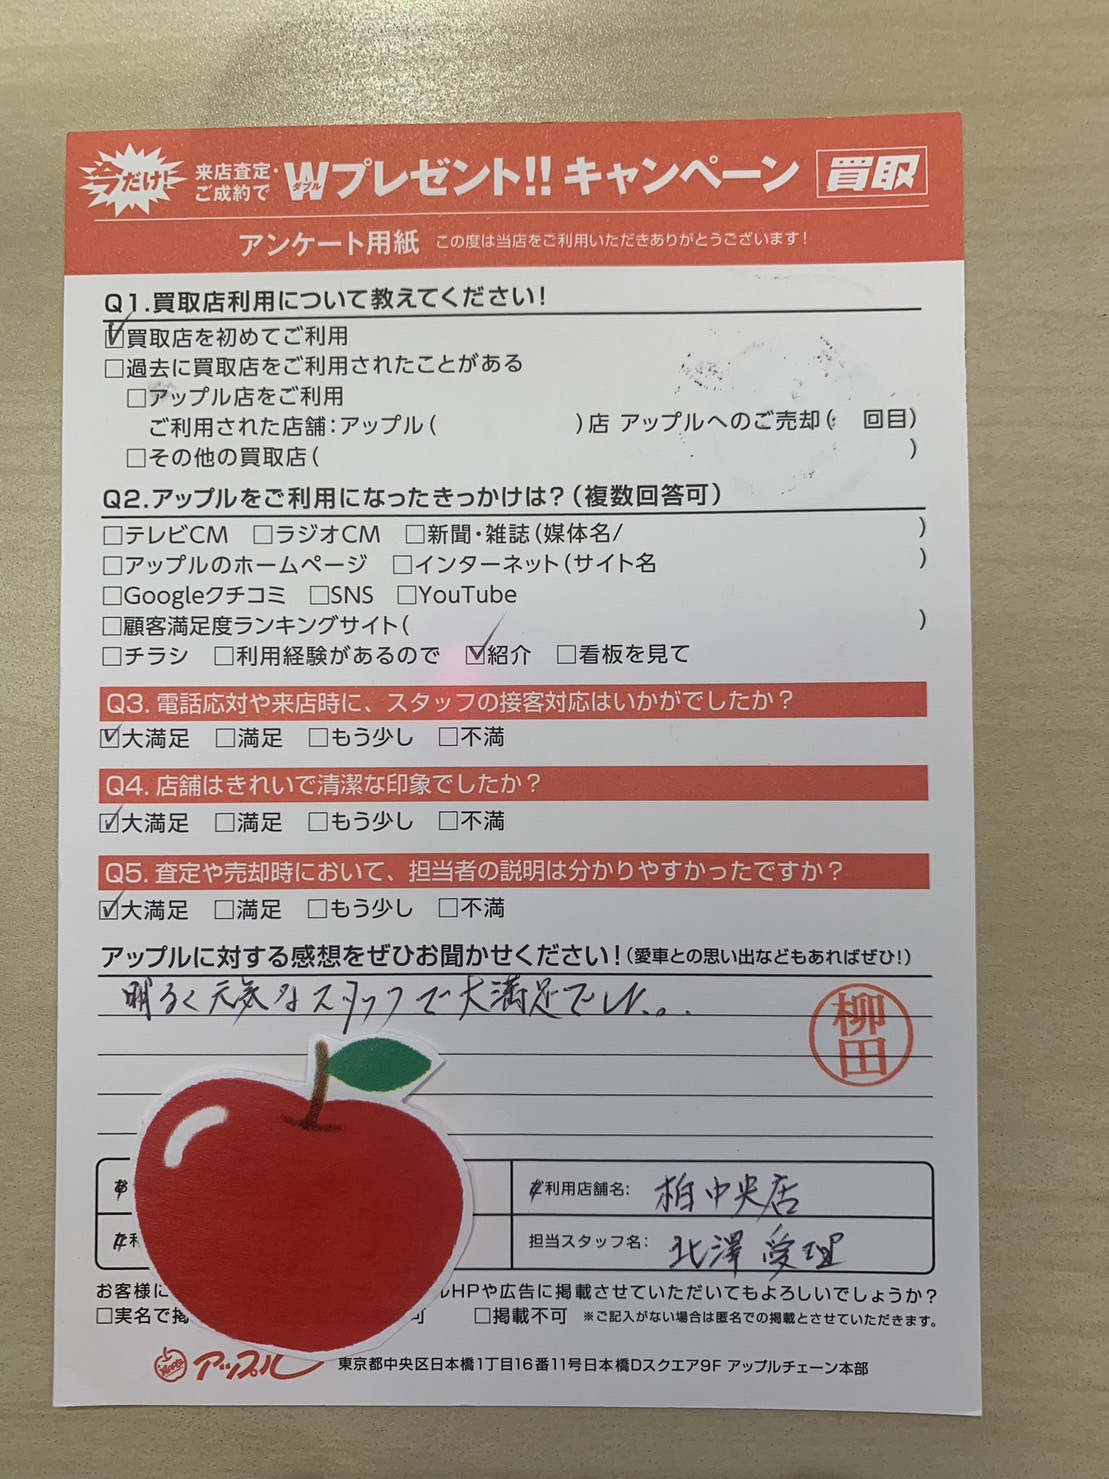 今だけ!
来店査定・
ご成約で
Wプレゼント!! キャンペーン
ダブル
買取
アンケート用紙 この度は当店をご利用いただきありがとうございます!
Q1.買取店利用について教えてください!
☑買取店を初めてご利用
□過去に買取店をご利用されたことがある
□アップル店をご利用
ご利用された店舗:アップル( )店 アップルへのご売却( 回目)
□その他の買取店( )
Q2.アップルをご利用になったきっかけは?(複数回答可)
□テレビCM □ラジオCM □新聞・雑誌(媒体名/ )
□アップルのホームページ □インターネット(サイト名 )
□Googleクチコミ □SNS □YouTube
□顧客満足度ランキングサイト( )
□チラシ □利用経験があるので ☑紹介 □看板を見て
Q3. 電話応対や来店時に、スタッフの接客対応はいかがでしたか?
☑大満足 □満足 □もう少し □不満
Q4. 店舗はきれいで清潔な印象でしたか?
☑大満足 □満足 □もう少し □不満
Q5. 査定や売却時において、担当者の説明は分かりやすかったですか?
☑大満足 □満足 □もう少し □不満
アップルに対する感想をぜひお聞かせください!(愛車との思い出などもあればぜひ!)
明るく元気なスタッフで大満足でした。
柳田
ご利用店舗名: 柏中央店
担当スタッフ名: 北澤 愛理
お客様に HPや広告に掲載させていただいてもよろしいでしょうか?
□実名で掲 可 □掲載不可 ※ご記入がない場合は匿名での掲載とさせていただきます。
アップル 東京都中央区日本橋1丁目16番11号日本橋Dスクエア9F アップルチェーン本部